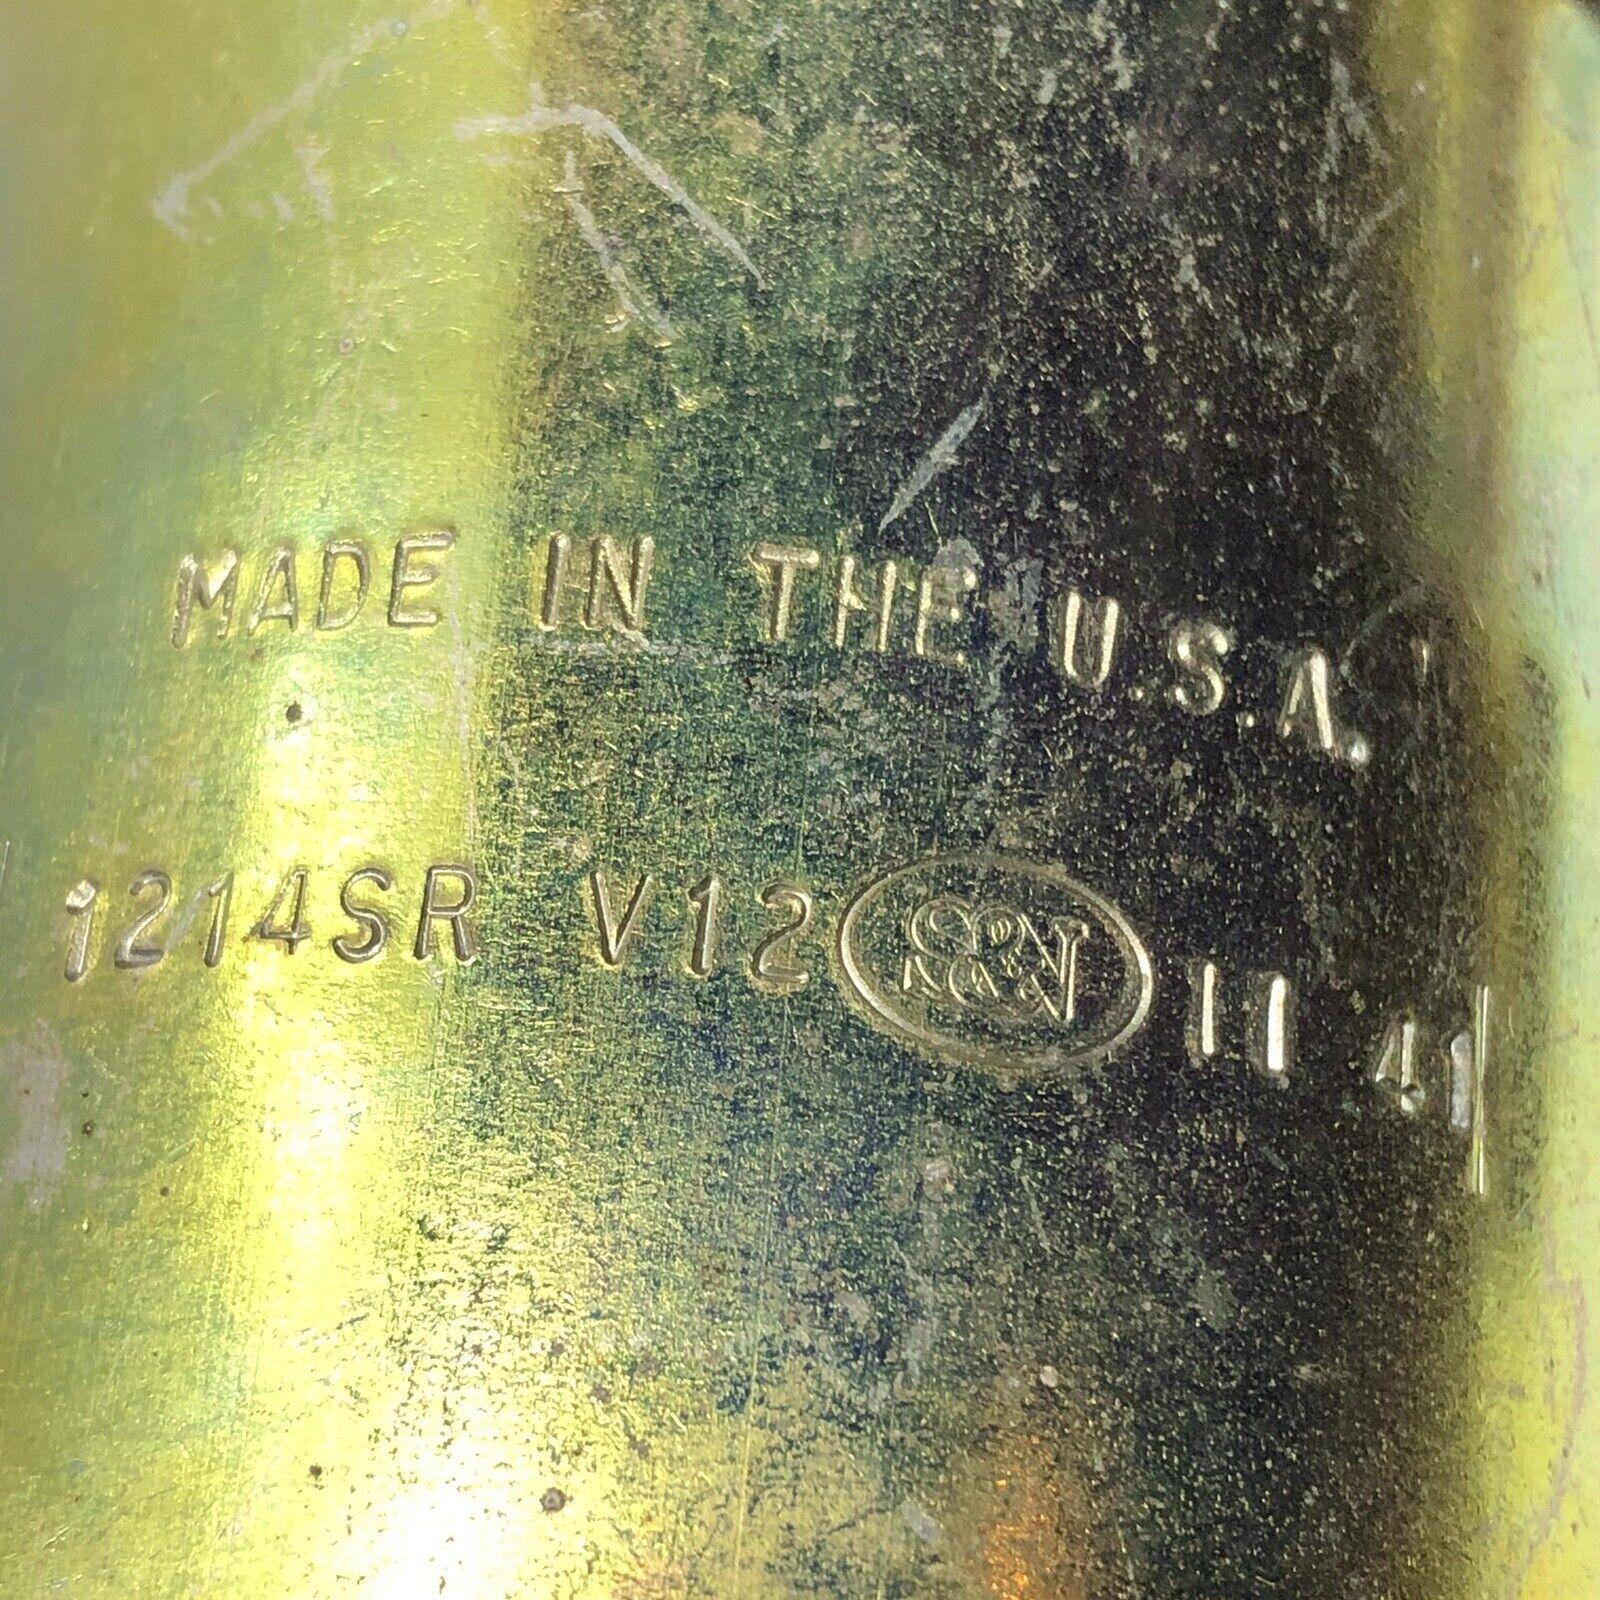 MADE IN THE U.S.A.
1214SR V12 S&N 11 41